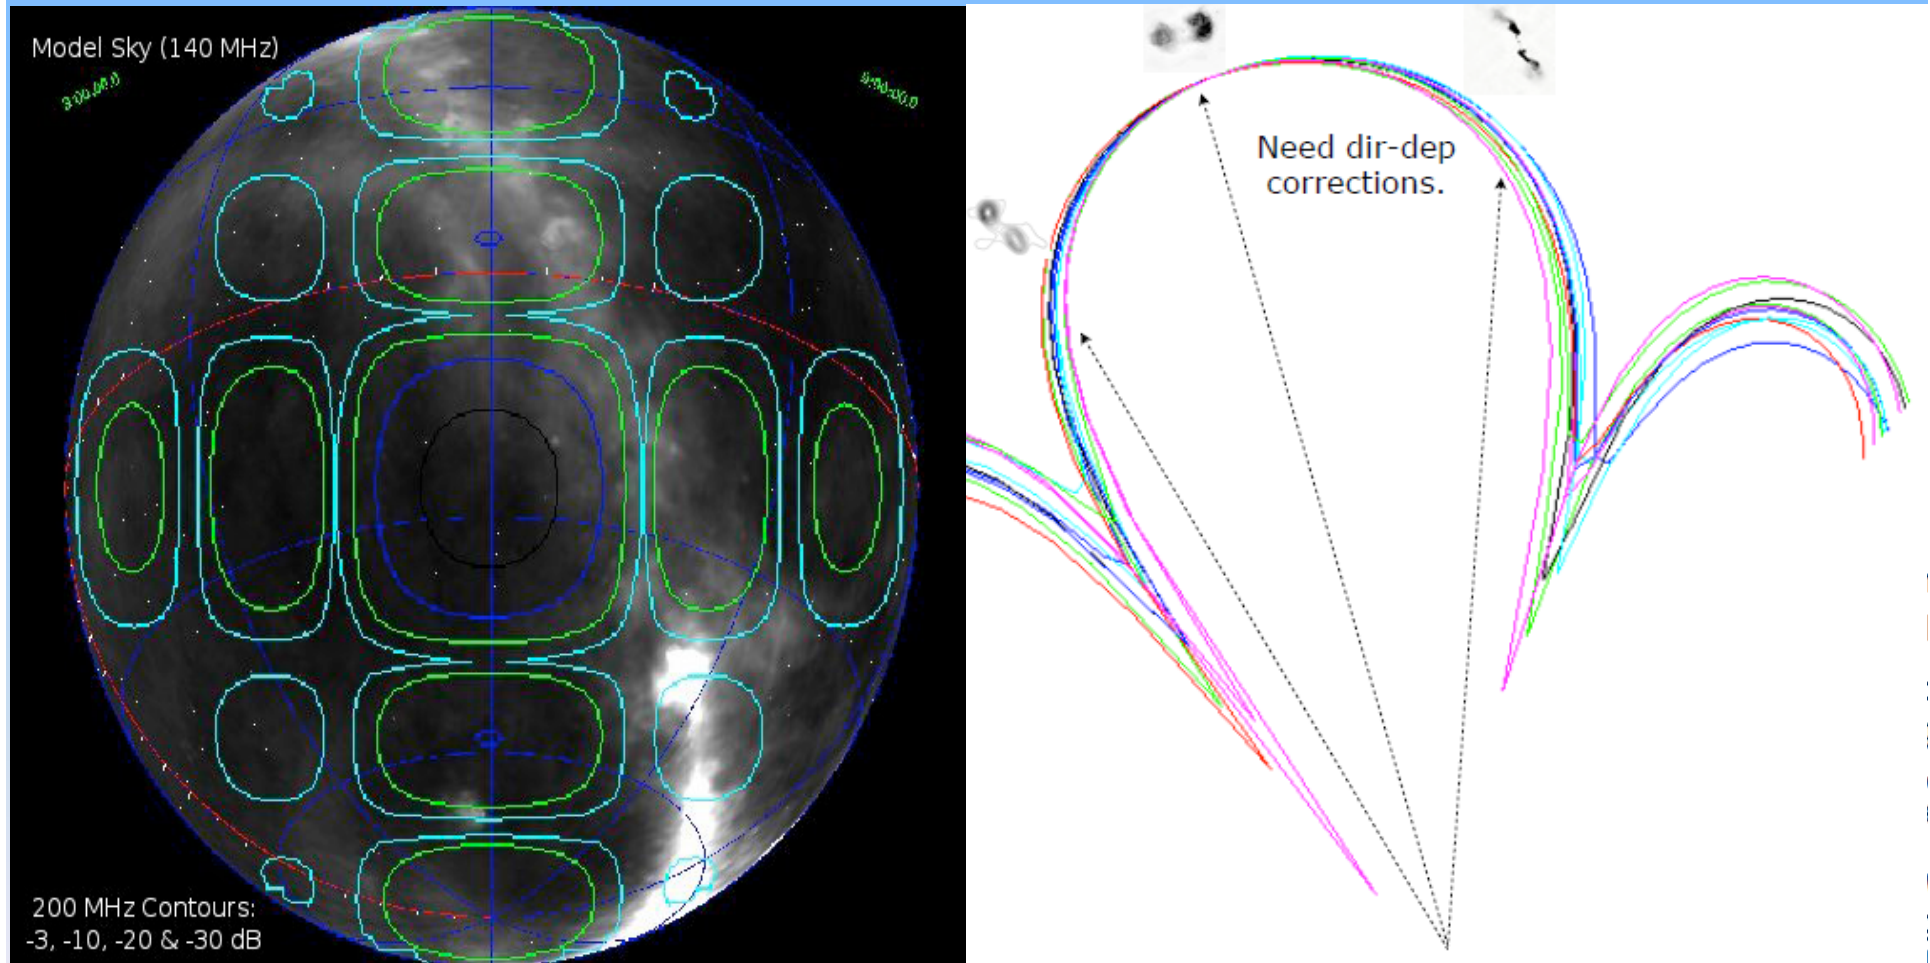 Model Sky (140 MHz)
200 MHz Contours:
-3, -10, -20 & -30 dB
Need dir-dep
corrections.